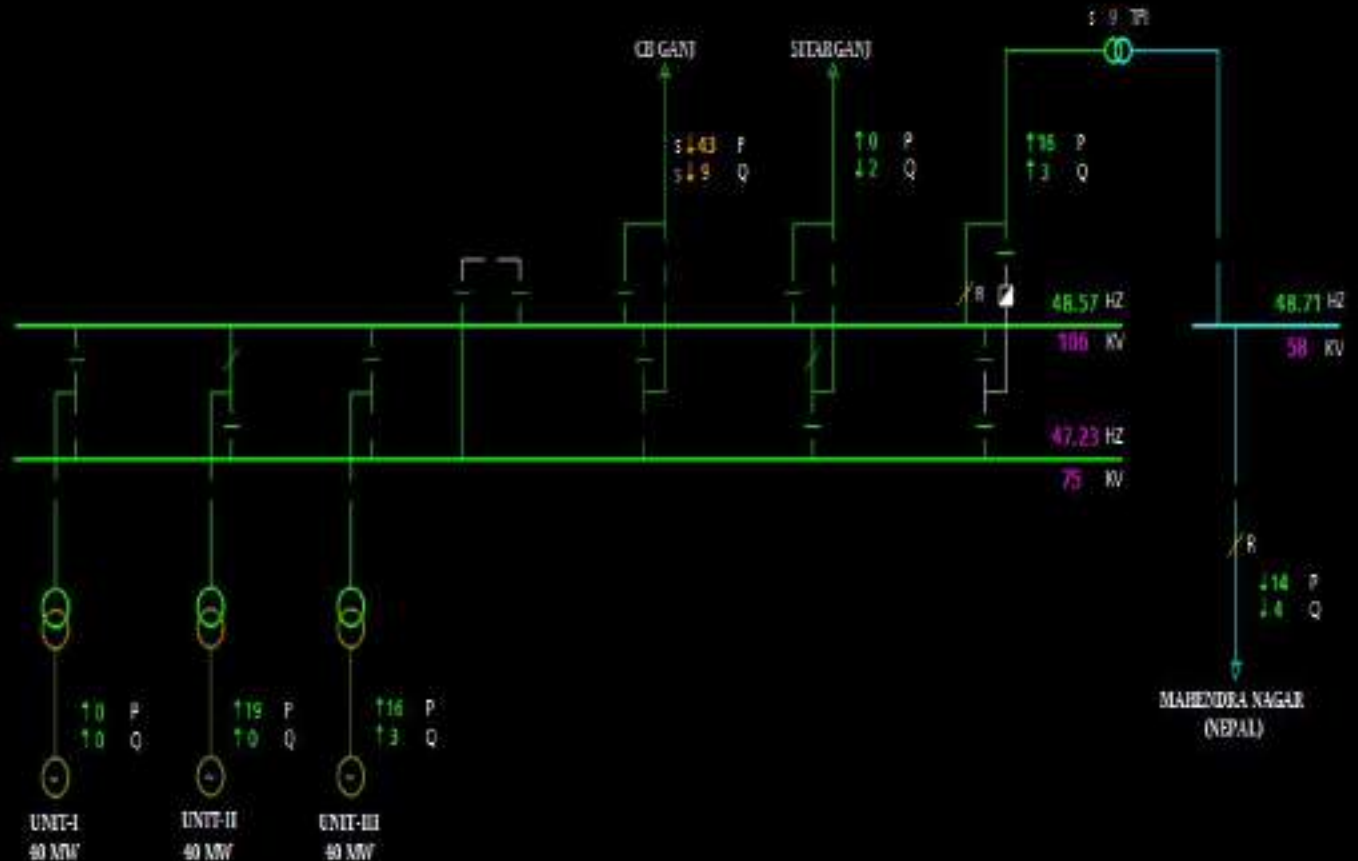 CB GANJ
SITARGANJ
43 P
s 9 Q
↑0 P
↓2 Q
↑16 P
↑3 Q
R
48.57 HZ
106 KV
48.71 HZ
58 KV
47.23 HZ
75 KV
R
↓14 P
↓4 Q
MAHENDRA NAGAR
(NEPAL)
↑0 P
↑0 Q
↑19 P
↑0 Q
↑16 P
↑3 Q
UNIT-I
40 MW
UNIT-II
40 MW
UNIT-III
40 MW